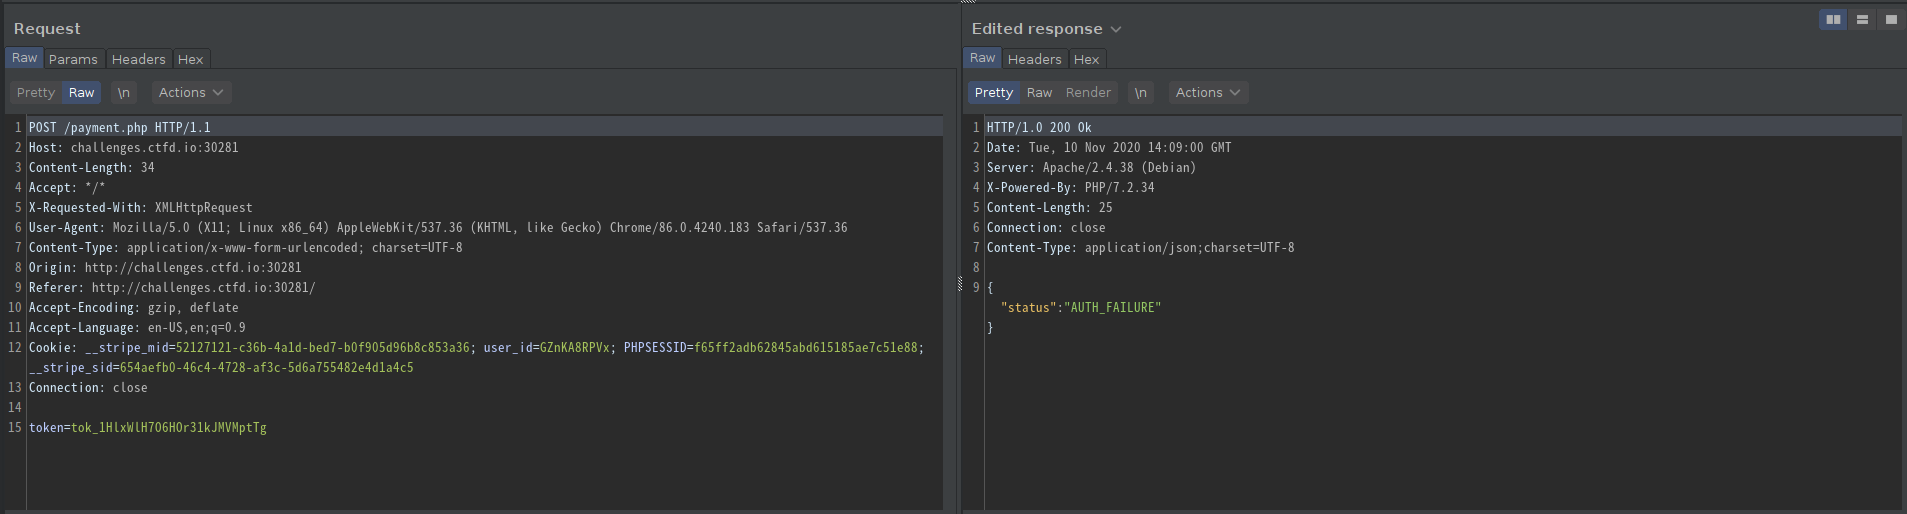 Request
Raw Params Headers Hex
Pretty Raw \n Actions
1 POST /payment.php HTTP/1.1
2 Host: challenges.ctfd.io:30281
3 Content-Length: 34
4 Accept: */*
5 X-Requested-With: XMLHttpRequest
6 User-Agent: Mozilla/5.0 (X11; Linux x86_64) AppleWebKit/537.36 (KHTML, like Gecko) Chrome/86.0.4240.183 Safari/537.36
7 Content-Type: application/x-www-form-urlencoded; charset=UTF-8
8 Origin: http://challenges.ctfd.io:30281
9 Referer: http://challenges.ctfd.io:30281/
10 Accept-Encoding: gzip, deflate
11 Accept-Language: en-US,en;q=0.9
12 Cookie: __stripe_mid=52127121-c36b-4a1d-bed7-b0f905d96b8c853a36; user_id=GZnKA8RPVx; PHPSESSID=f65ff2adb62845abd615185ae7c51e88;
__stripe_sid=654aefb0-46c4-4728-af3c-5d6a755482e4d1a4c5
13 Connection: close
14
15 token=tok_1HlxWlH7O6HOr31kJMVMptTg
Edited response
Raw Headers Hex
Pretty Raw Render \n Actions
1 HTTP/1.0 200 Ok
2 Date: Tue, 10 Nov 2020 14:09:00 GMT
3 Server: Apache/2.4.38 (Debian)
4 X-Powered-By: PHP/7.2.34
5 Content-Length: 25
6 Connection: close
7 Content-Type: application/json;charset=UTF-8
8
9 {
"status":"AUTH_FAILURE"
}